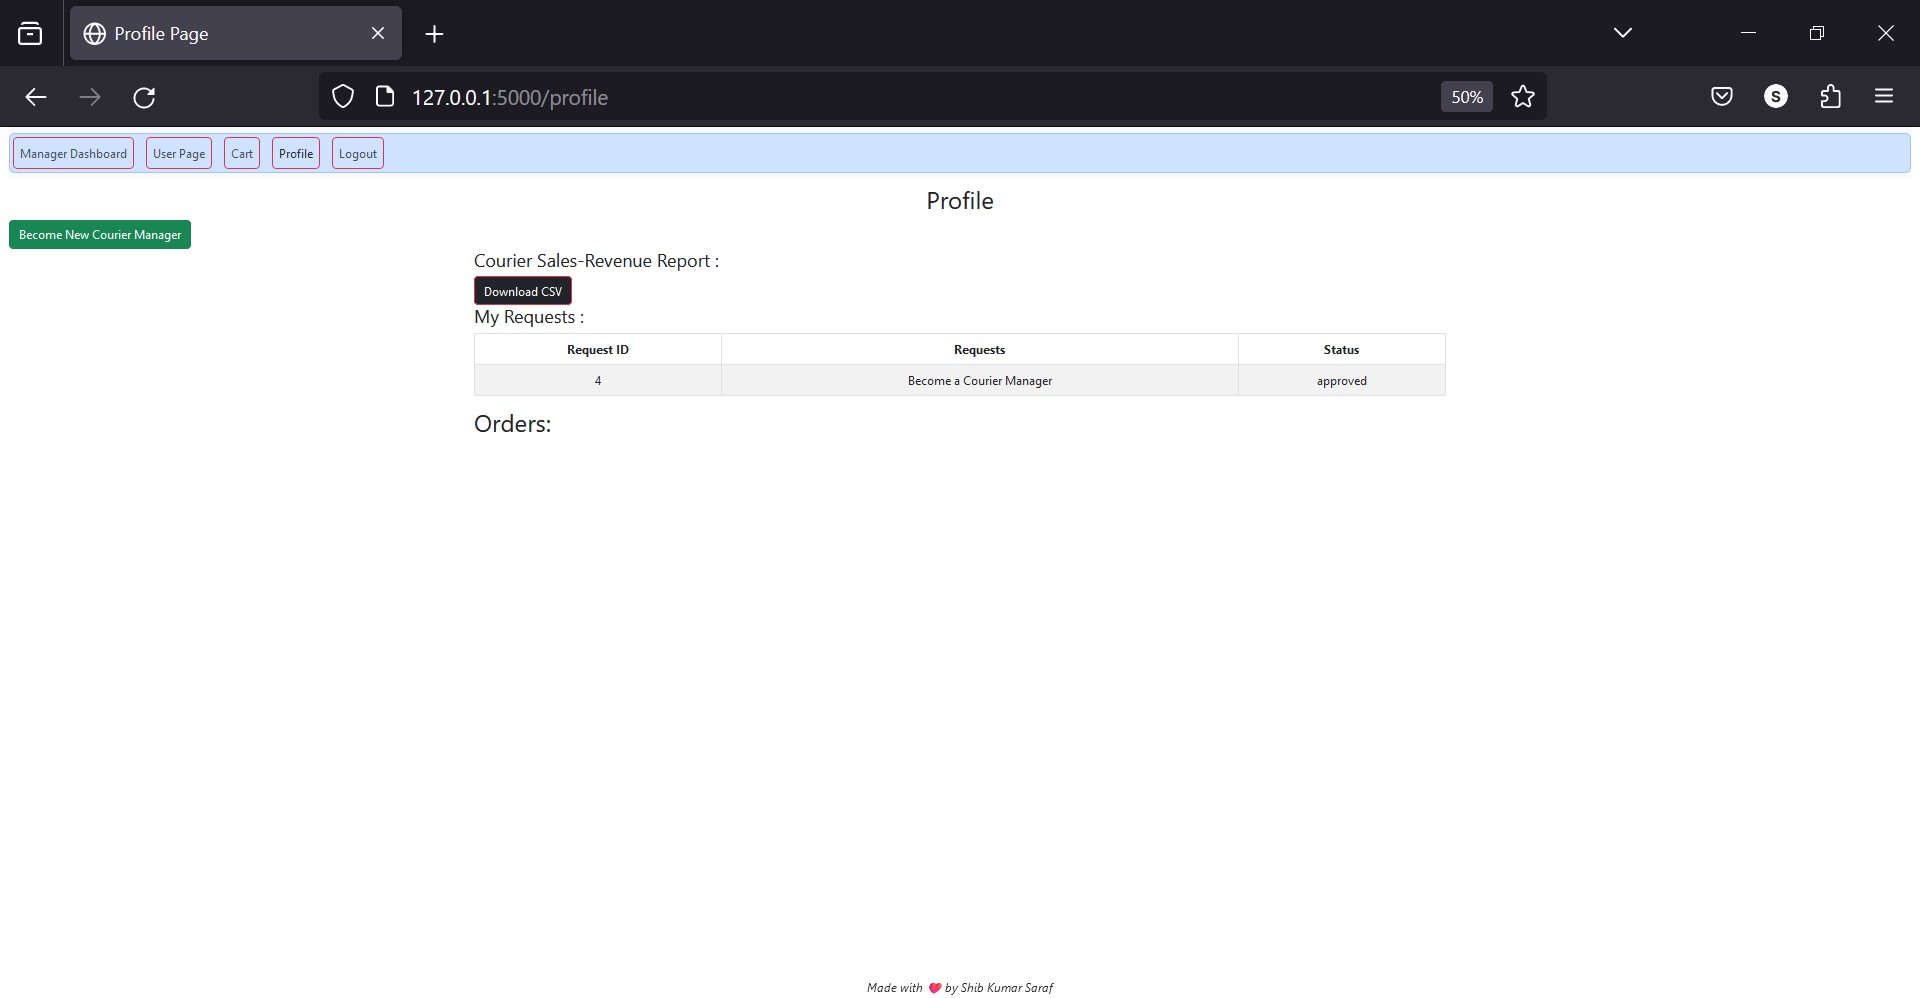 Profile Page
127.0.0.1:5000/profile
50%
S
Manager Dashboard User Page Cart Profile Logout
Profile
Become New Courier Manager
Courier Sales-Revenue Report :
Download CSV
My Requests :
Request ID Requests Status
4 Become a Courier Manager approved
Orders:
Made with ❤️ by Shib Kumar Saraf